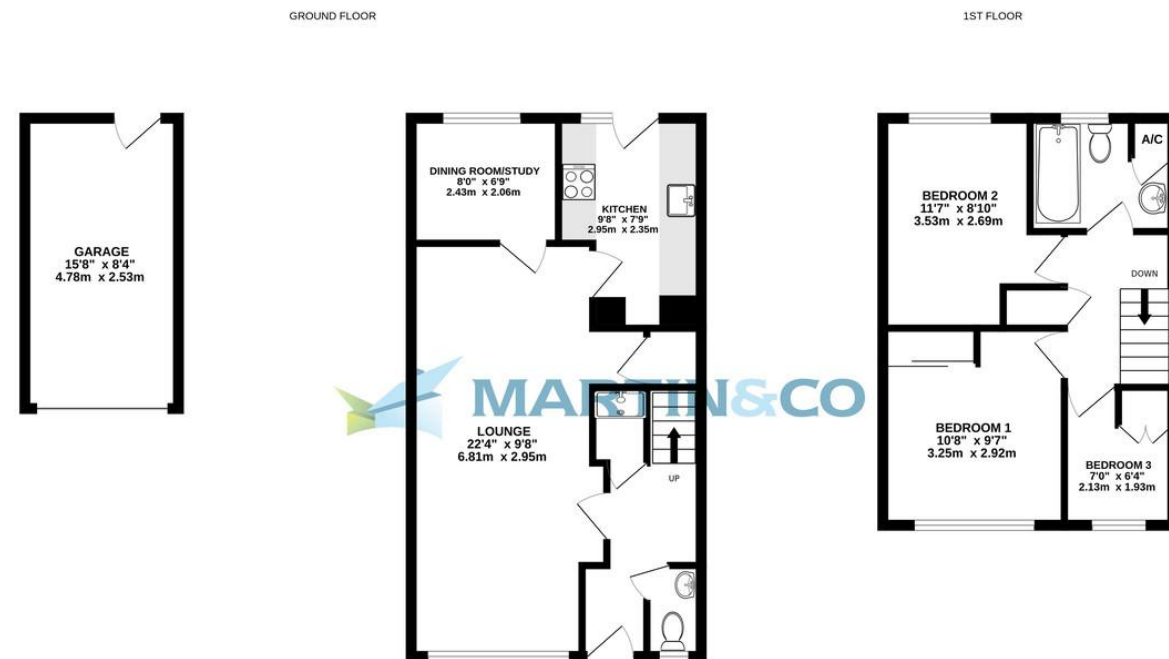 GROUND FLOOR
1ST FLOOR
GARAGE
15'8" x 8'4"
4.78m x 2.53m
DINING ROOM/STUDY
8'0" x 6'9"
2.43m x 2.06m
KITCHEN
9'8" x 7'9"
2.95m x 2.35m
LOUNGE
22'4" x 9'8"
6.81m x 2.95m
UP
BEDROOM 2
11'7" x 8'10"
3.53m x 2.69m
A/C
DOWN
BEDROOM 1
10'8" x 9'7"
3.25m x 2.92m
BEDROOM 3
7'0" x 6'4"
2.13m x 1.93m
MARTIN&CO